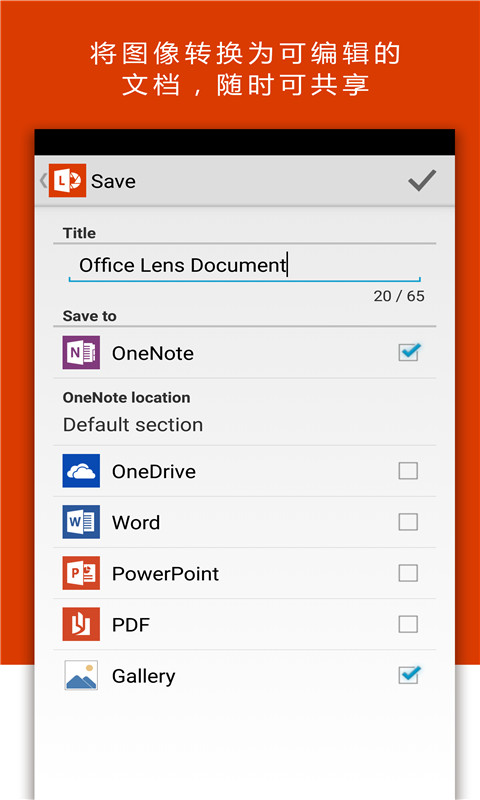 将图像转换为可编辑的
文档，随时可共享
L
Save
Title
Office Lens Document
20 / 65
Save to
N
OneNote
OneNote location
Default section
OneDrive
W
Word
P
PowerPoint
PDF
Gallery